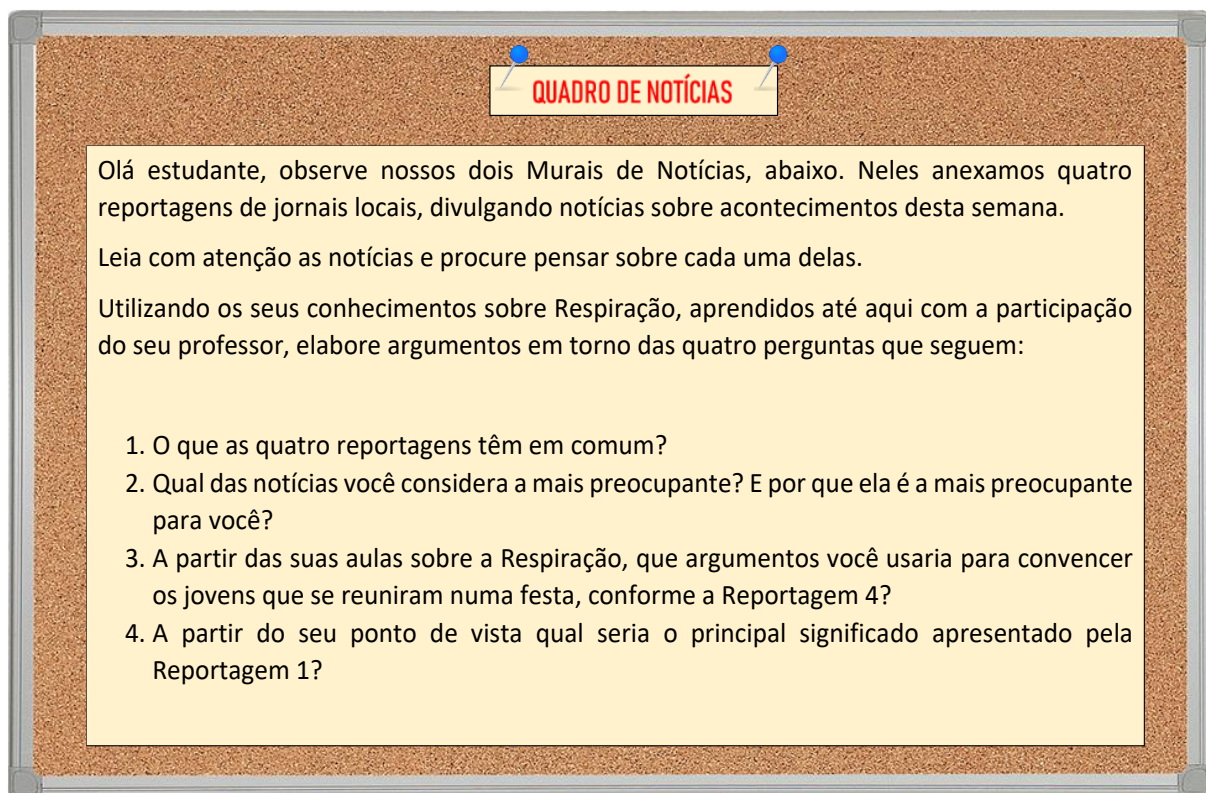 QUADRO DE NOTÍCIAS
Olá estudante, observe nossos dois Murais de Notícias, abaixo. Neles anexamos quatro
reportagens de jornais locais, divulgando notícias sobre acontecimentos desta semana.
Leia com atenção as notícias e procure pensar sobre cada uma delas.
Utilizando os seus conhecimentos sobre Respiração, aprendidos até aqui com a participação
do seu professor, elabore argumentos em torno das quatro perguntas que seguem:
1. O que as quatro reportagens têm em comum?
2. Qual das notícias você considera a mais preocupante? E por que ela é a mais preocupante
para você?
3. A partir das suas aulas sobre a Respiração, que argumentos você usaria para convencer
os jovens que se reuniram numa festa, conforme a Reportagem 4?
4. A partir do seu ponto de vista qual seria o principal significado apresentado pela
Reportagem 1?